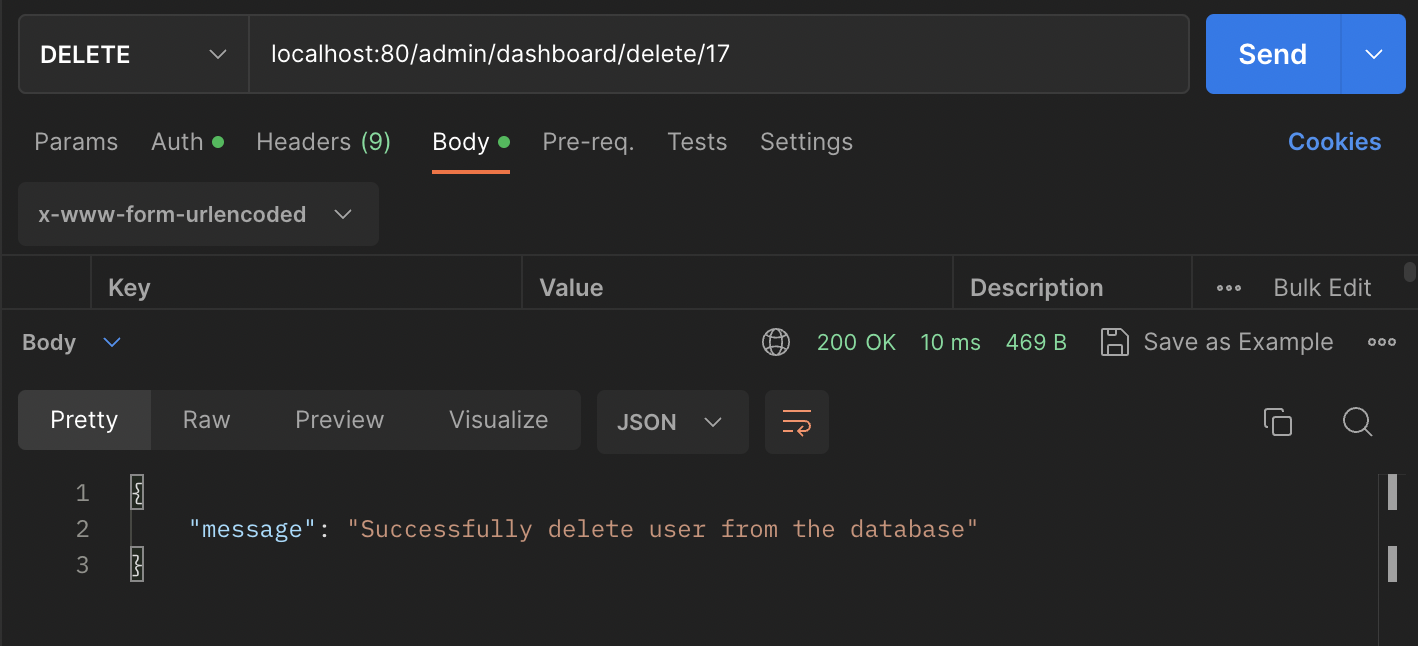 DELETE localhost:80/admin/dashboard/delete/17 Send
Params Auth Headers (9) Body Pre-req. Tests Settings Cookies
x-www-form-urlencoded
Key Value Description Bulk Edit
Body 200 OK 10 ms 469 B Save as Example
Pretty Raw Preview Visualize JSON
1 {
2 "message": "Successfully delete user from the database"
3 }